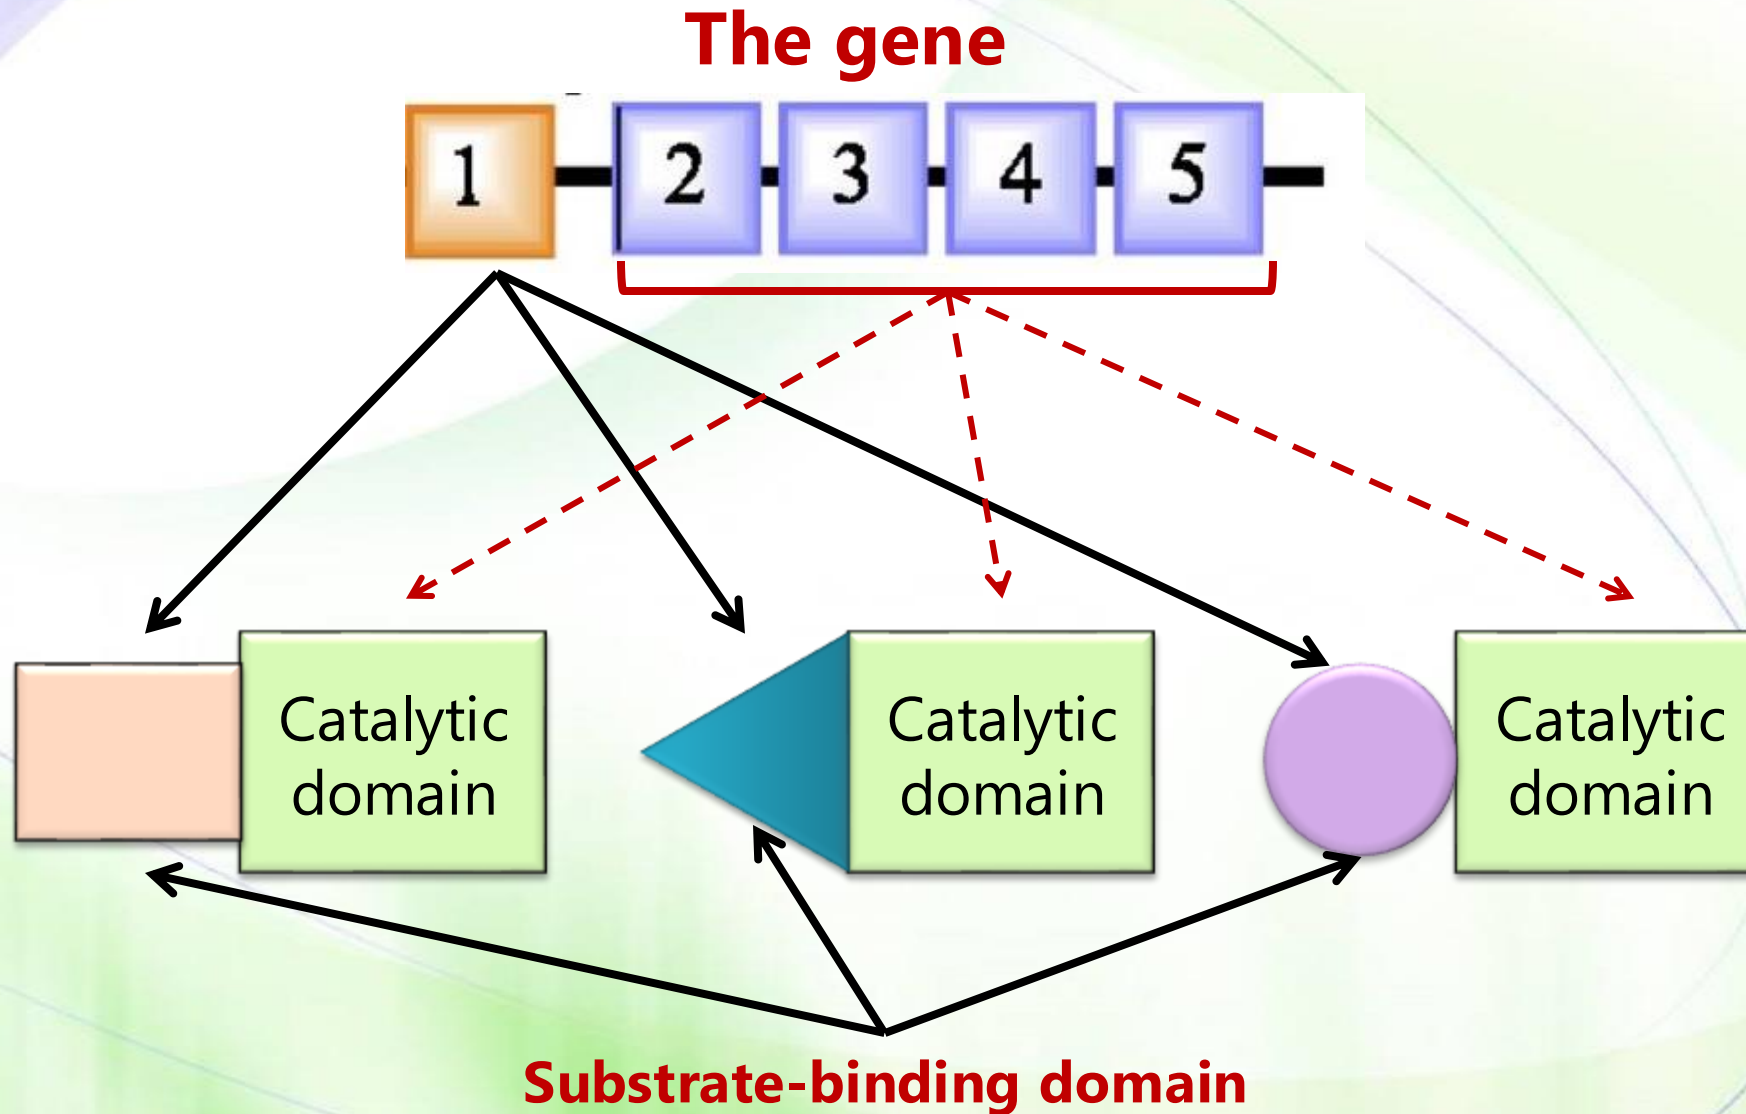 The gene
1 2 3 4 5
Catalytic
domain
Catalytic
domain
Catalytic
domain
Substrate-binding domain